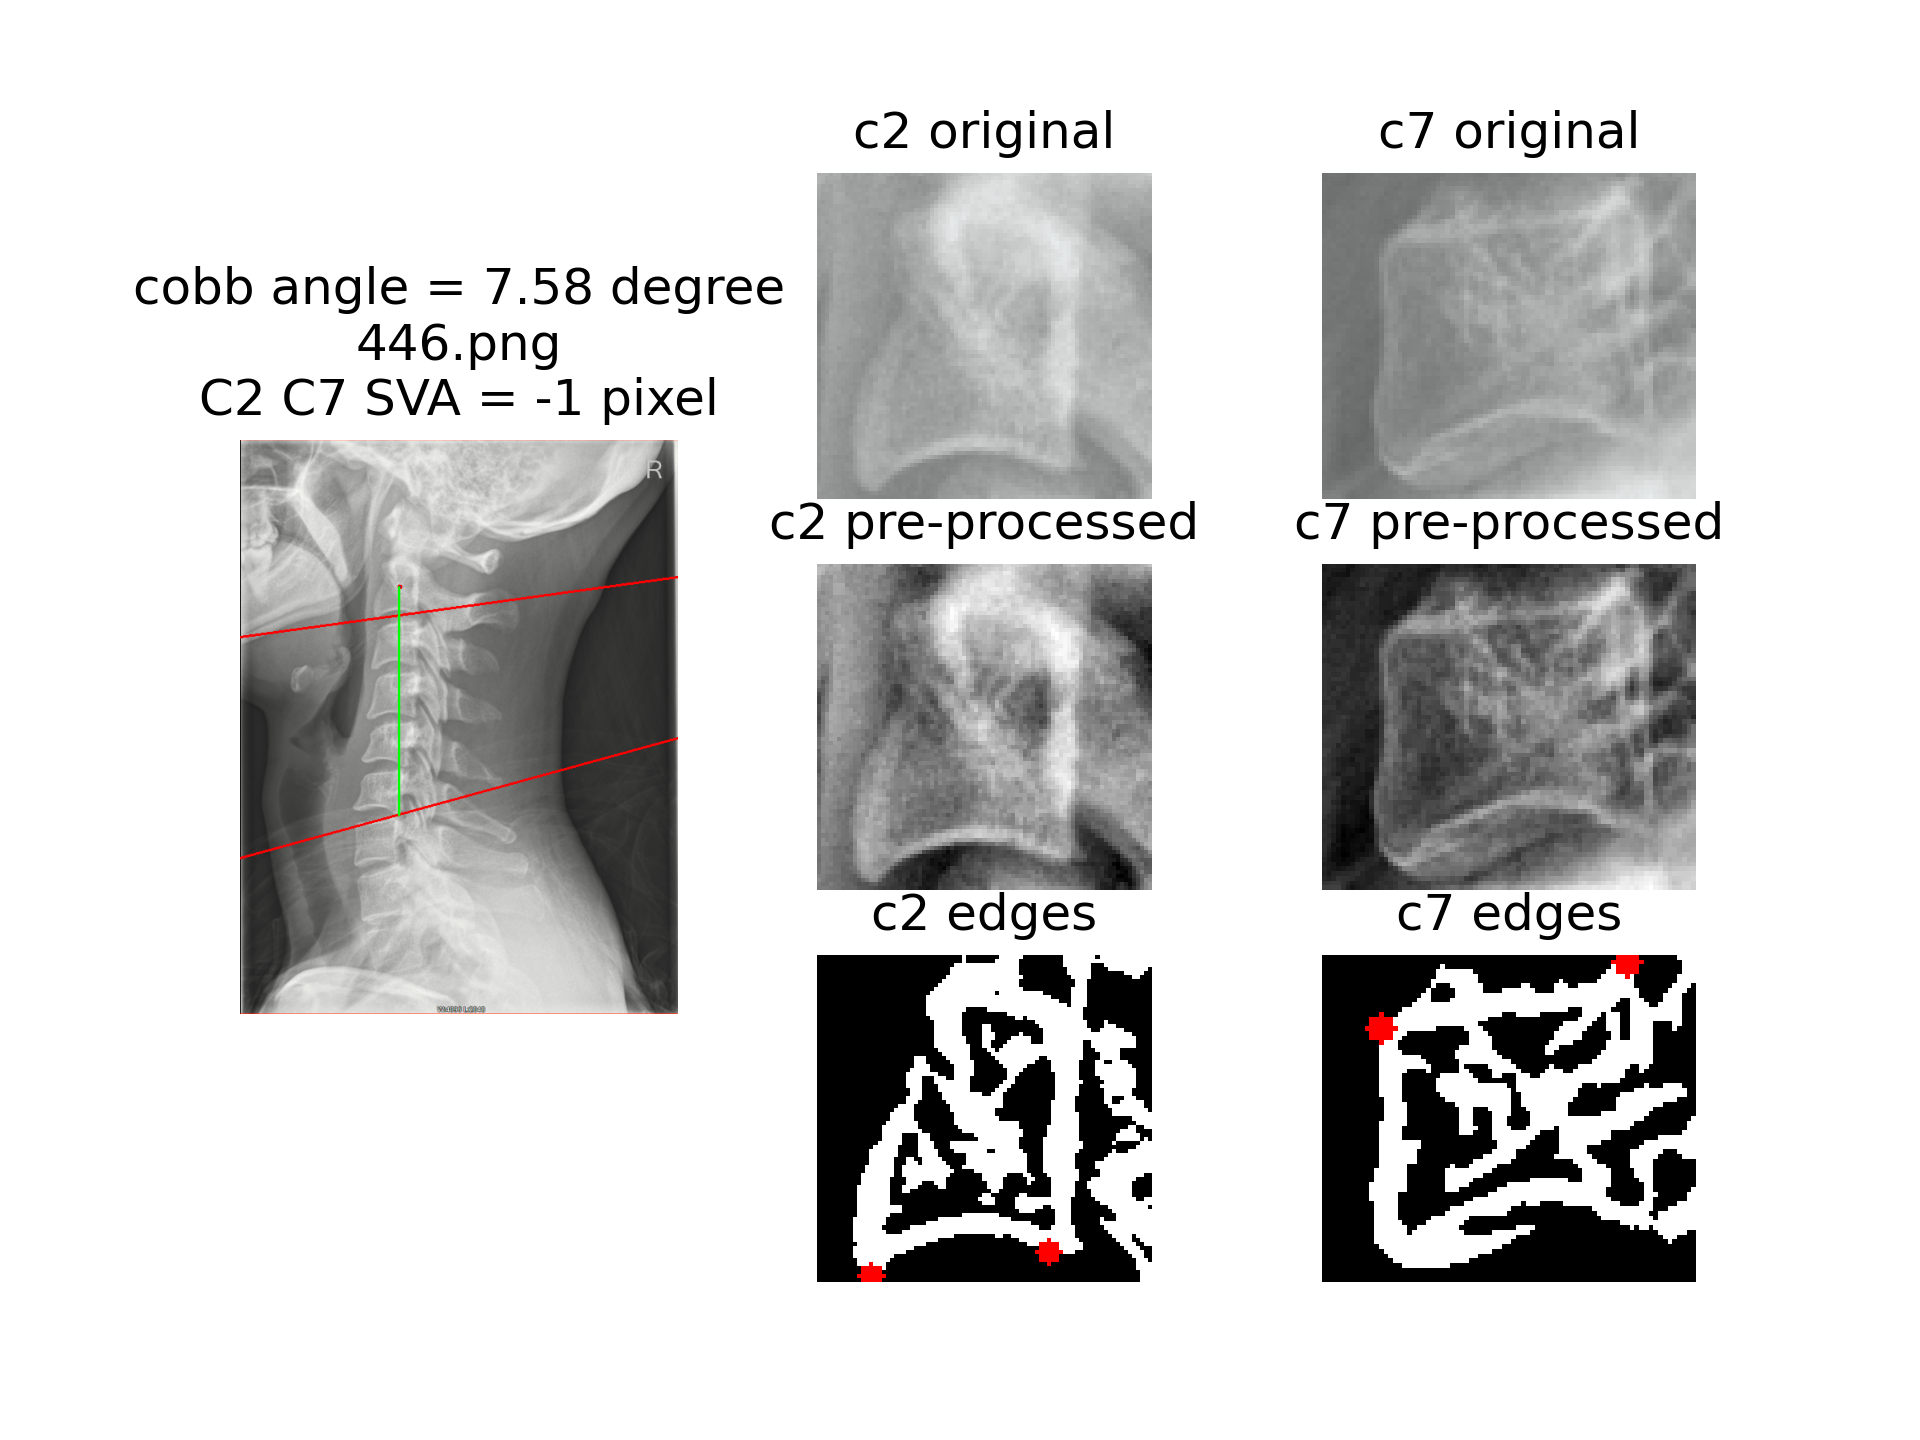 cobb angle = 7.58 degree
446.png
C2 C7 SVA = -1 pixel
R
c2 original
c7 original
c2 pre-processed
c7 pre-processed
c2 edges
c7 edges